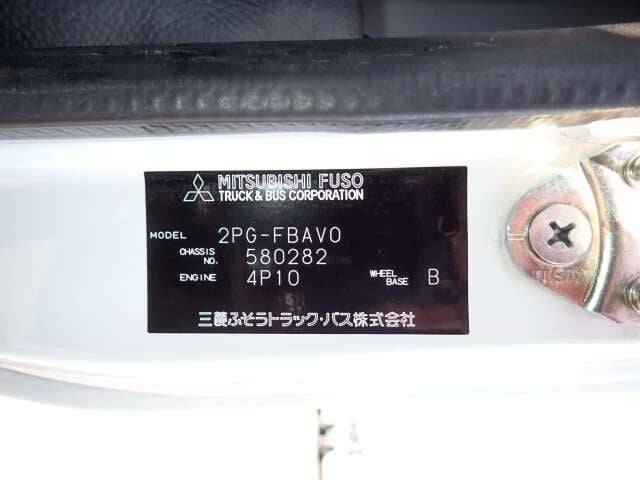 MITSUBISHI FUSO
TRUCK & BUS CORPORATION
MODEL 2PG-FBAV0
CHASSIS NO. 580282
ENGINE 4P10 WHEEL BASE B
三菱ふそうトラック・バス株式会社